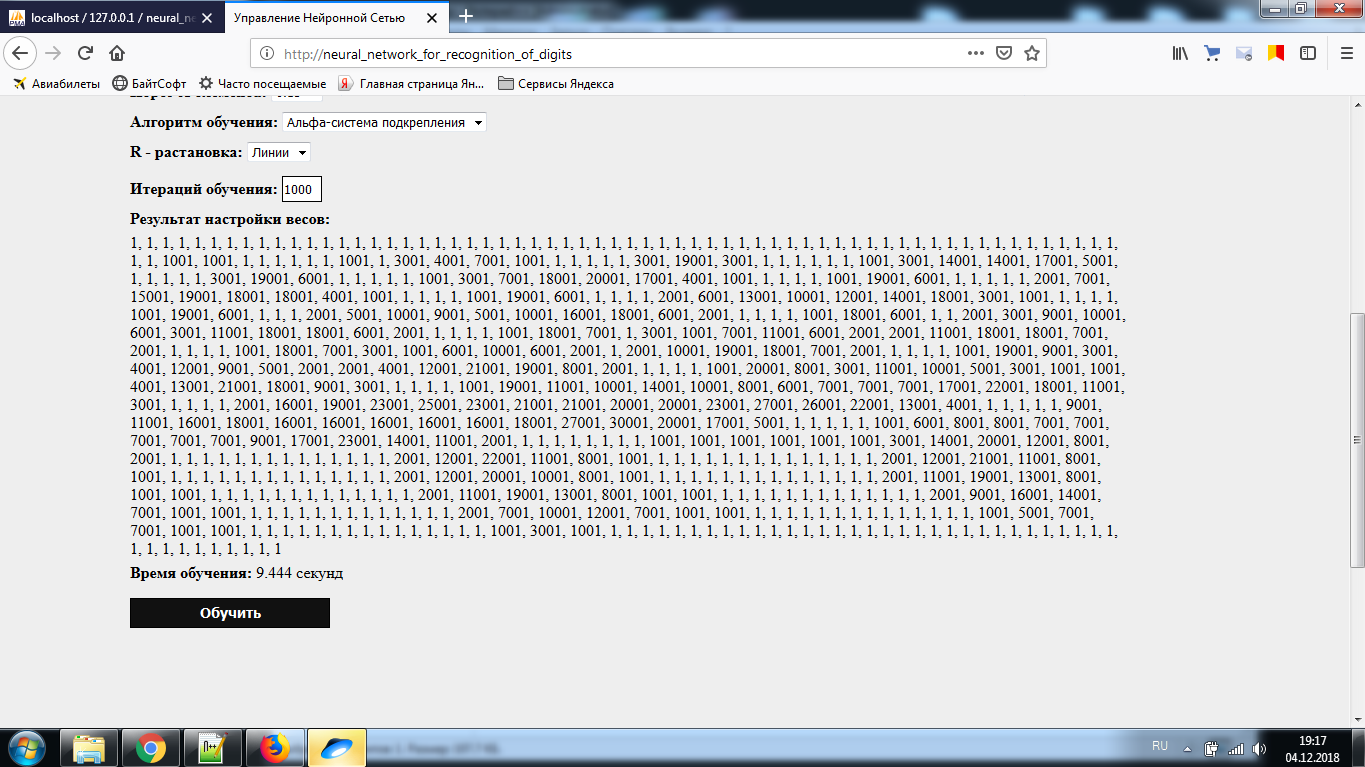 localhost / 127.0.0.1 / neural_ne
Управление Нейронной Сетью
http://neural_network_for_recognition_of_digits
Авиабилеты
БайтСофт
Часто посещаемые
Главная страница Ян...
Сервисы Яндекса
Алгоритм обучения: Альфа-система подкрепления
R - растановка: Линии
Итераций обучения: 1000
Результат настройки весов:
1, 1, 1, 1, 1, 1, 1, 1, 1, 1, 1, 1, 1, 1, 1, 1, 1, 1, 1, 1, 1, 1, 1, 1, 1, 1, 1, 1, 1, 1, 1, 1, 1, 1, 1, 1, 1, 1, 1, 1, 1, 1, 1, 1, 1, 1, 1, 1, 1, 1, 1, 1, 1, 1, 1, 1, 1, 1, 1, 1, 1, 1,
1, 1, 1001, 1001, 1, 1, 1, 1, 1, 1, 1001, 1, 3001, 4001, 7001, 1001, 1, 1, 1, 1, 1, 3001, 19001, 3001, 1, 1, 1, 1, 1, 1, 1001, 3001, 14001, 14001, 17001, 5001,
1, 1, 1, 1, 1, 3001, 19001, 6001, 1, 1, 1, 1, 1, 1001, 3001, 7001, 18001, 20001, 17001, 4001, 1001, 1, 1, 1, 1, 1001, 19001, 6001, 1, 1, 1, 1, 1, 2001, 7001,
15001, 19001, 18001, 18001, 4001, 1001, 1, 1, 1, 1, 1001, 19001, 6001, 1, 1, 1, 1, 2001, 6001, 13001, 10001, 12001, 14001, 18001, 3001, 1001, 1, 1, 1, 1,
1001, 19001, 6001, 1, 1, 1, 2001, 5001, 10001, 9001, 5001, 10001, 16001, 18001, 6001, 2001, 1, 1, 1, 1, 1001, 18001, 6001, 1, 1, 2001, 3001, 9001, 10001,
6001, 3001, 11001, 18001, 18001, 6001, 2001, 1, 1, 1, 1, 1001, 18001, 7001, 1, 3001, 1001, 7001, 11001, 6001, 2001, 2001, 11001, 18001, 18001, 7001,
2001, 1, 1, 1, 1, 1001, 18001, 7001, 3001, 1001, 6001, 10001, 6001, 2001, 1, 2001, 10001, 19001, 18001, 7001, 2001, 1, 1, 1, 1, 1001, 19001, 9001, 3001,
4001, 12001, 9001, 5001, 2001, 2001, 4001, 12001, 21001, 19001, 8001, 2001, 1, 1, 1, 1, 1001, 20001, 8001, 3001, 11001, 10001, 5001, 3001, 1001, 1001,
4001, 13001, 21001, 18001, 9001, 3001, 1, 1, 1, 1, 1001, 19001, 11001, 10001, 14001, 10001, 8001, 6001, 7001, 7001, 7001, 17001, 22001, 18001, 11001,
3001, 1, 1, 1, 1, 2001, 16001, 19001, 23001, 25001, 23001, 21001, 21001, 20001, 20001, 23001, 27001, 26001, 22001, 13001, 4001, 1, 1, 1, 1, 1, 9001,
11001, 16001, 18001, 16001, 16001, 16001, 16001, 16001, 18001, 27001, 30001, 20001, 17001, 5001, 1, 1, 1, 1, 1, 1001, 6001, 8001, 8001, 7001, 7001,
7001, 7001, 7001, 9001, 17001, 23001, 14001, 11001, 2001, 1, 1, 1, 1, 1, 1, 1, 1, 1001, 1001, 1001, 1001, 1001, 1001, 3001, 14001, 20001, 12001, 8001,
2001, 1, 1, 1, 1, 1, 1, 1, 1, 1, 1, 1, 1, 1, 1, 2001, 12001, 22001, 11001, 8001, 1001, 1, 1, 1, 1, 1, 1, 1, 1, 1, 1, 1, 1, 1, 1, 2001, 12001, 21001, 11001, 8001,
1001, 1, 1, 1, 1, 1, 1, 1, 1, 1, 1, 1, 1, 1, 1, 2001, 12001, 20001, 10001, 8001, 1001, 1, 1, 1, 1, 1, 1, 1, 1, 1, 1, 1, 1, 1, 1, 2001, 11001, 19001, 13001, 8001,
1001, 1001, 1, 1, 1, 1, 1, 1, 1, 1, 1, 1, 1, 1, 1, 2001, 11001, 19001, 13001, 8001, 1001, 1001, 1, 1, 1, 1, 1, 1, 1, 1, 1, 1, 1, 1, 1, 2001, 9001, 16001, 14001,
7001, 1001, 1001, 1, 1, 1, 1, 1, 1, 1, 1, 1, 1, 1, 1, 1, 2001, 7001, 10001, 12001, 7001, 1001, 1001, 1, 1, 1, 1, 1, 1, 1, 1, 1, 1, 1, 1, 1, 1, 1001, 5001, 7001,
7001, 1001, 1001, 1, 1, 1, 1, 1, 1, 1, 1, 1, 1, 1, 1, 1, 1, 1, 1001, 3001, 1001, 1, 1, 1, 1, 1, 1, 1, 1, 1, 1, 1, 1, 1, 1, 1, 1, 1, 1, 1, 1, 1, 1, 1, 1, 1, 1, 1, 1, 1, 1, 1, 1,
1, 1, 1, 1, 1, 1, 1, 1, 1, 1
Время обучения: 9.444 секунд
Обучить
RU
19:17
04.12.2018